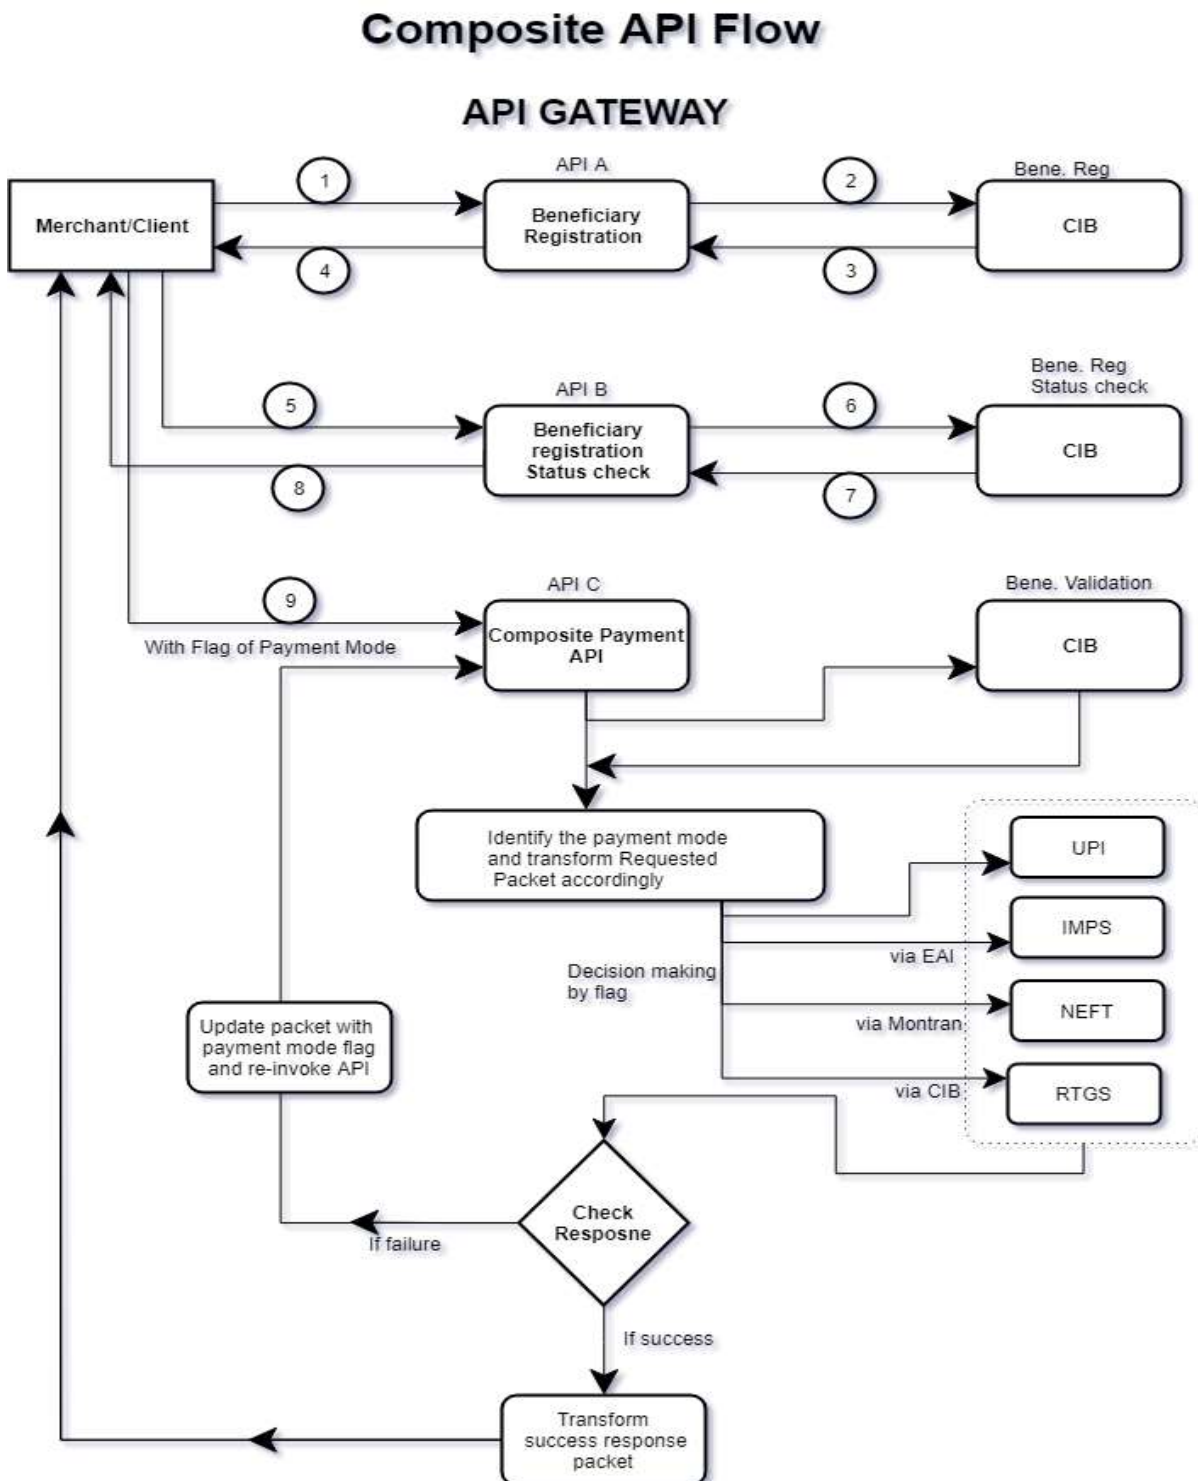 Composite API Flow
API GATEWAY
API A
Bene. Reg
1
2
Merchant/Client
Beneficiary
Registration
CIB
4
3
API B
Bene. Reg
Status check
5
6
Beneficiary
registration
Status check
CIB
8
7
API C
Bene. Validation
9
With Flag of Payment Mode
Composite Payment
API
CIB
Identify the payment mode
and transform Requested
Packet accordingly
UPI
IMPS
via EAI
Decision making
by flag
NEFT
via Montran
Update packet with
payment mode flag
and re-invoke API
RTGS
via CIB
Check
Resposne
If failure
If success
Transform
success response
packet